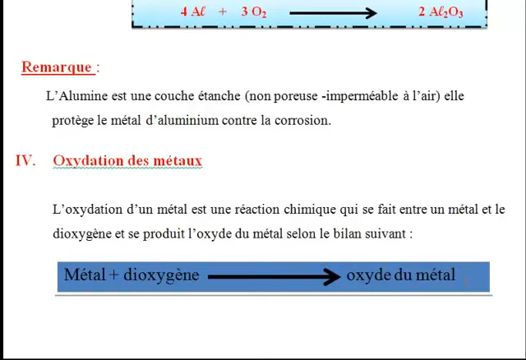 4 Aℓ + 3 O₂ → 2 Aℓ₂O₃
Remarque :
L’Alumine est une couche étanche (non poreuse -imperméable à l’air) elle
protège le métal d’aluminium contre la corrosion.
IV. Oxydation des métaux
L’oxydation d’un métal est une réaction chimique qui se fait entre un métal et le
dioxygène et se produit l’oxyde du métal selon le bilan suivant :
Métal + dioxygène → oxyde du métal